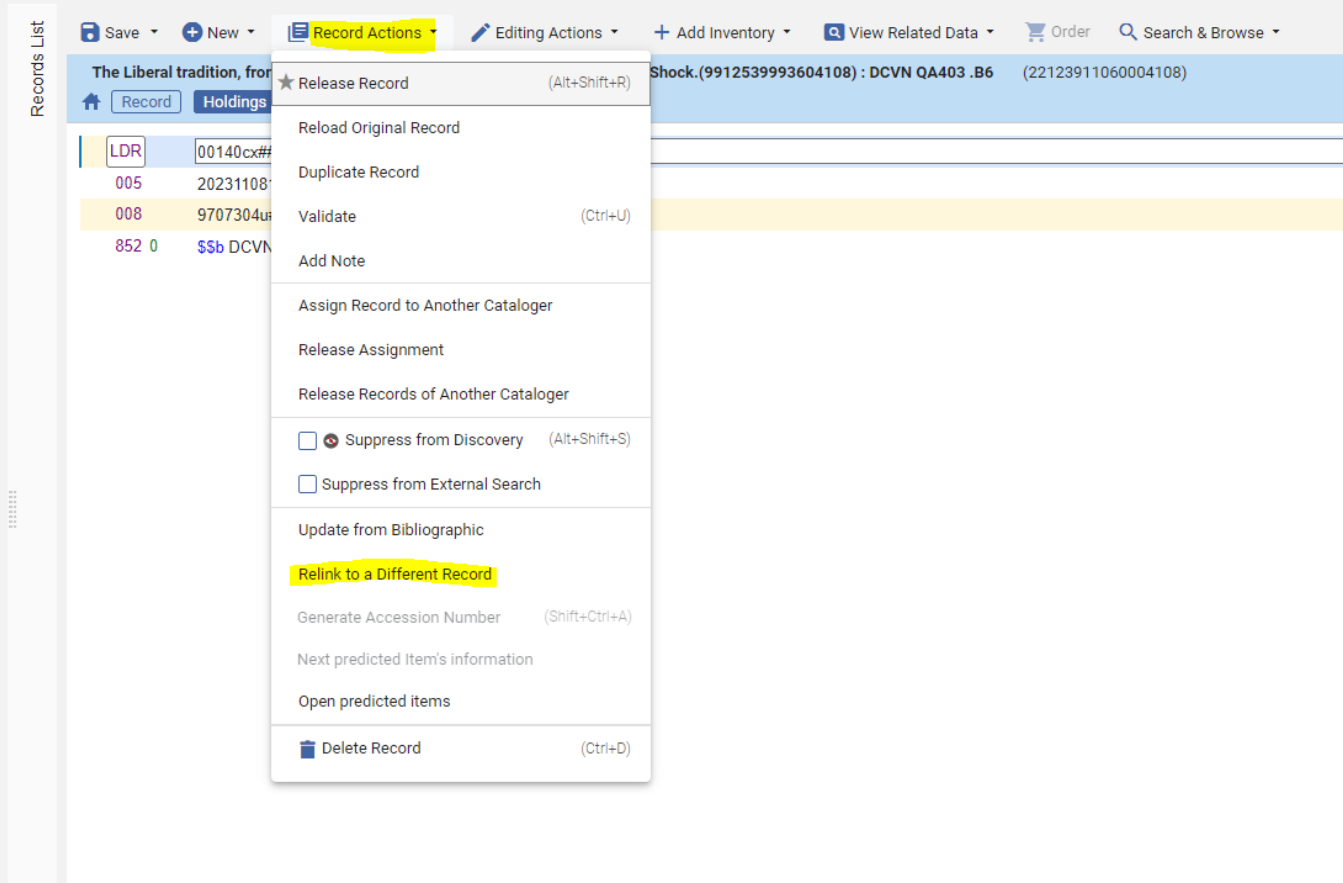 Records List
Save New Record Actions Editing Actions Add Inventory View Related Data Order Search & Browse
The Liberal tradition, fror Shock.(9912539993604108) : DCVN QA403 .B6 (22123911060004108)
Record Holdings
LDR 00140cx##
005 20231108
008 9707304u
852 0 $$b DCVN
Release Record (Alt+Shift+R)
Reload Original Record
Duplicate Record
Validate (Ctrl+U)
Add Note
Assign Record to Another Cataloger
Release Assignment
Release Records of Another Cataloger
Suppress from Discovery (Alt+Shift+S)
Suppress from External Search
Update from Bibliographic
Relink to a Different Record
Generate Accession Number (Shift+Ctrl+A)
Next predicted Item's information
Open predicted items
Delete Record (Ctrl+D)